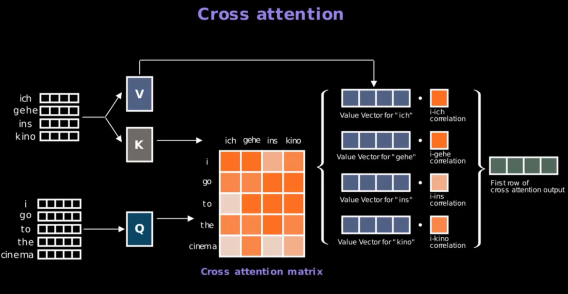 Cross attention
ich
gehe
ins
kino
V
K
i
go
to
the
cinema
Q
ich gehe ins kino
i
go
to
the
cinema
Cross attention matrix
Value Vector for "ich"
i-ich
correlation
Value Vector for "gehe"
i-gehe
correlation
Value Vector for "ins"
i-ins
correlation
Value Vector for "kino"
i-kino
correlation
First row of
cross attention output